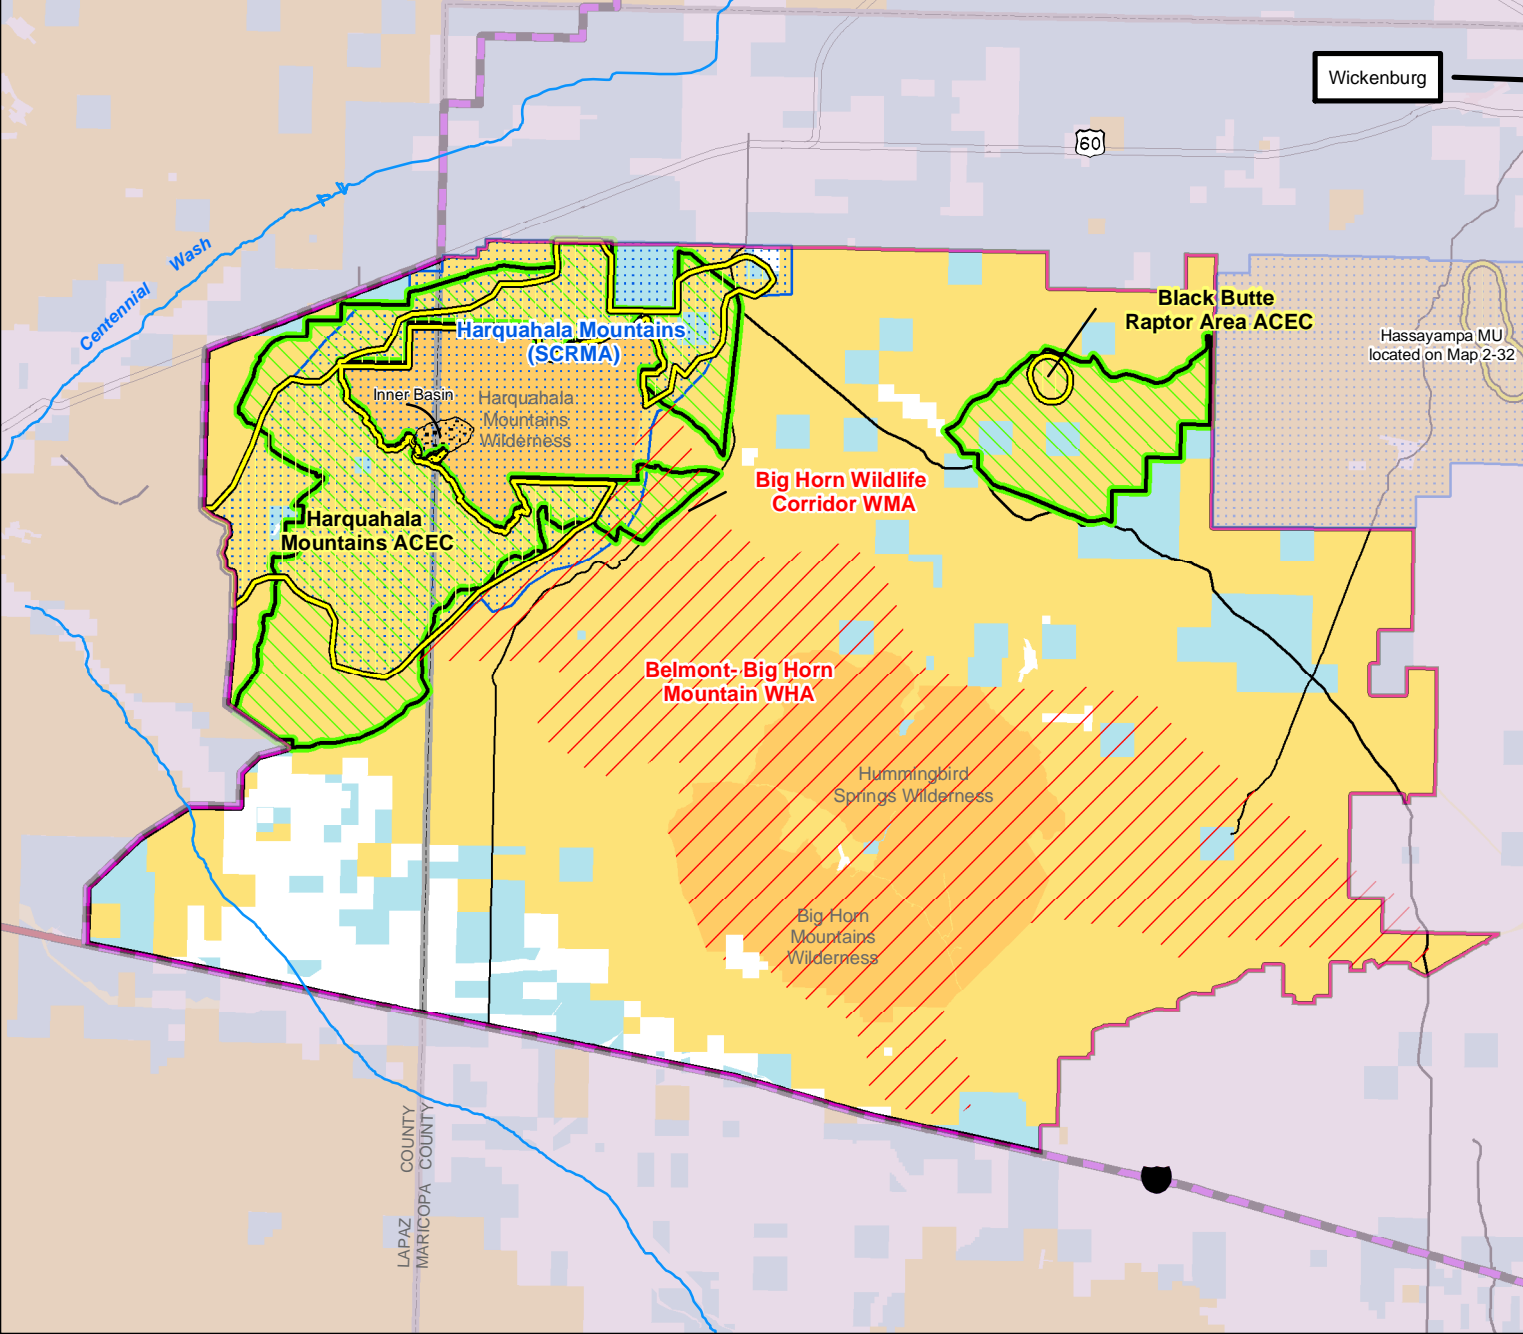 Wickenburg
60
Centennial Wash
Black Butte
Raptor Area ACEC
Harquahala Mountains
(SCRMA)
Hassayampa MU
located on Map 2-32
Inner Basin
Harquahala
Mountains
Wilderness
Big Horn Wildlife
Corridor WMA
Harquahala
Mountains ACEC
Belmont- Big Horn
Mountain WHA
Hummingbird
Springs Wilderness
Big Horn
Mountains
Wilderness
LAPAZ COUNTY
MARICOPA COUNTY